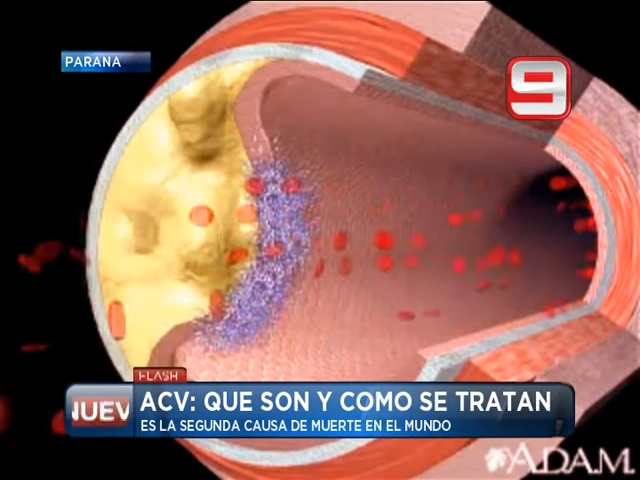 PARANA
9
FLASH
NUEV
ACV: QUE SON Y COMO SE TRATAN
ES LA SEGUNDA CAUSA DE MUERTE EN EL MUNDO
A.D.A.M.